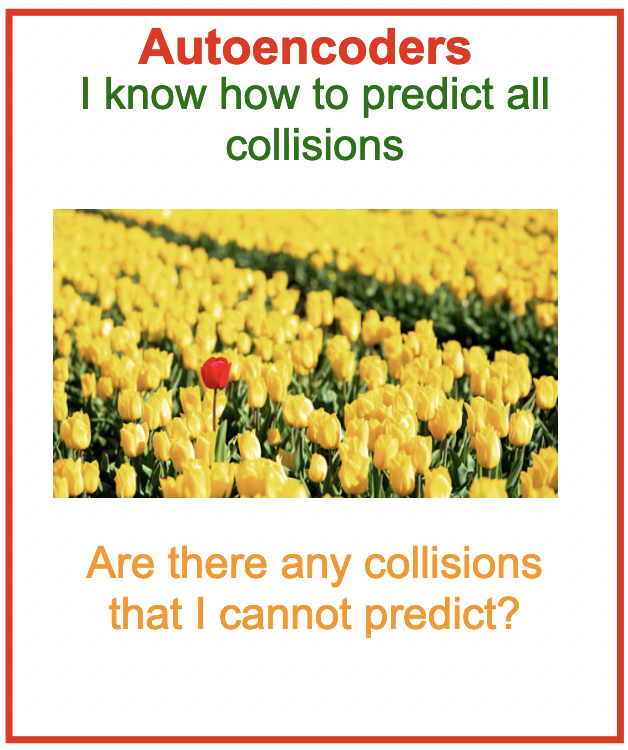 Autoencoders
I know how to predict all
collisions
Are there any collisions
that I cannot predict?